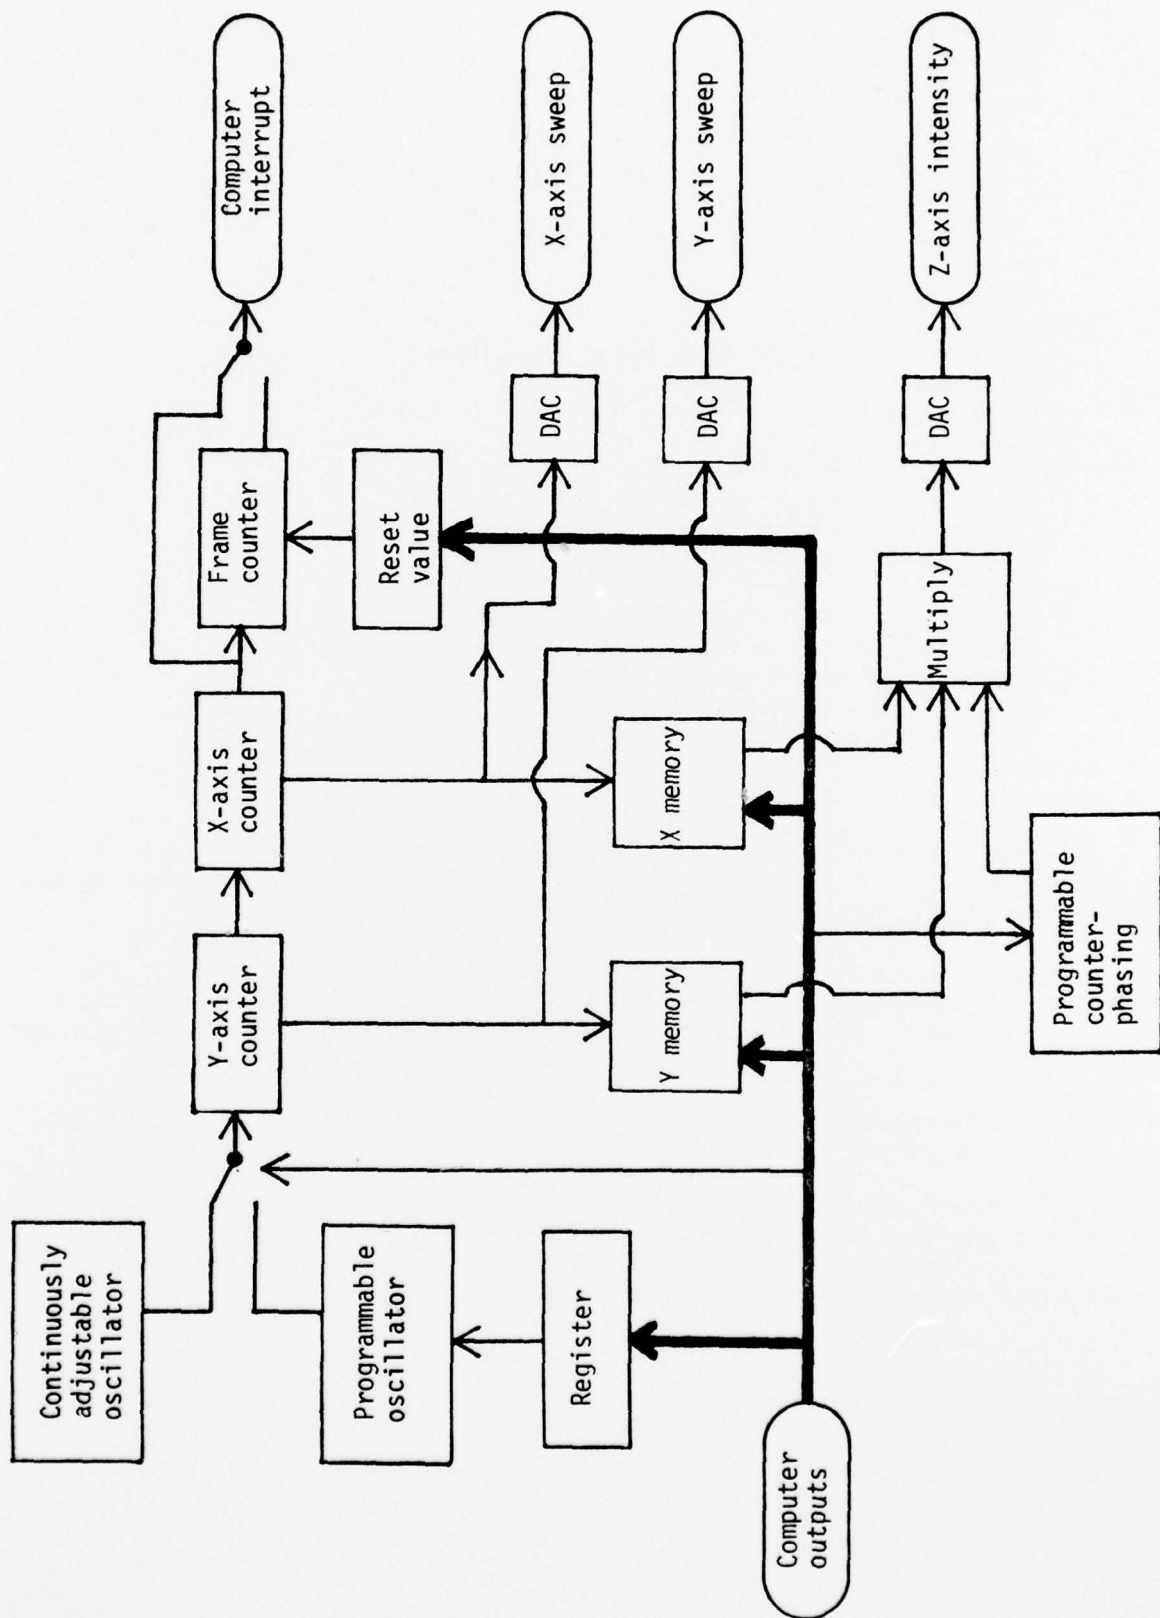 Continuously
adjustable
oscillator
Programmable
oscillator
Register
Computer
outputs
Y-axis
counter
X-axis
counter
Frame
counter
Reset
value
Computer
interrupt
Y memory
X memory
DAC
X-axis sweep
DAC
Y-axis sweep
Programmable
counter-
phasing
Multiply
DAC
Z-axis intensity